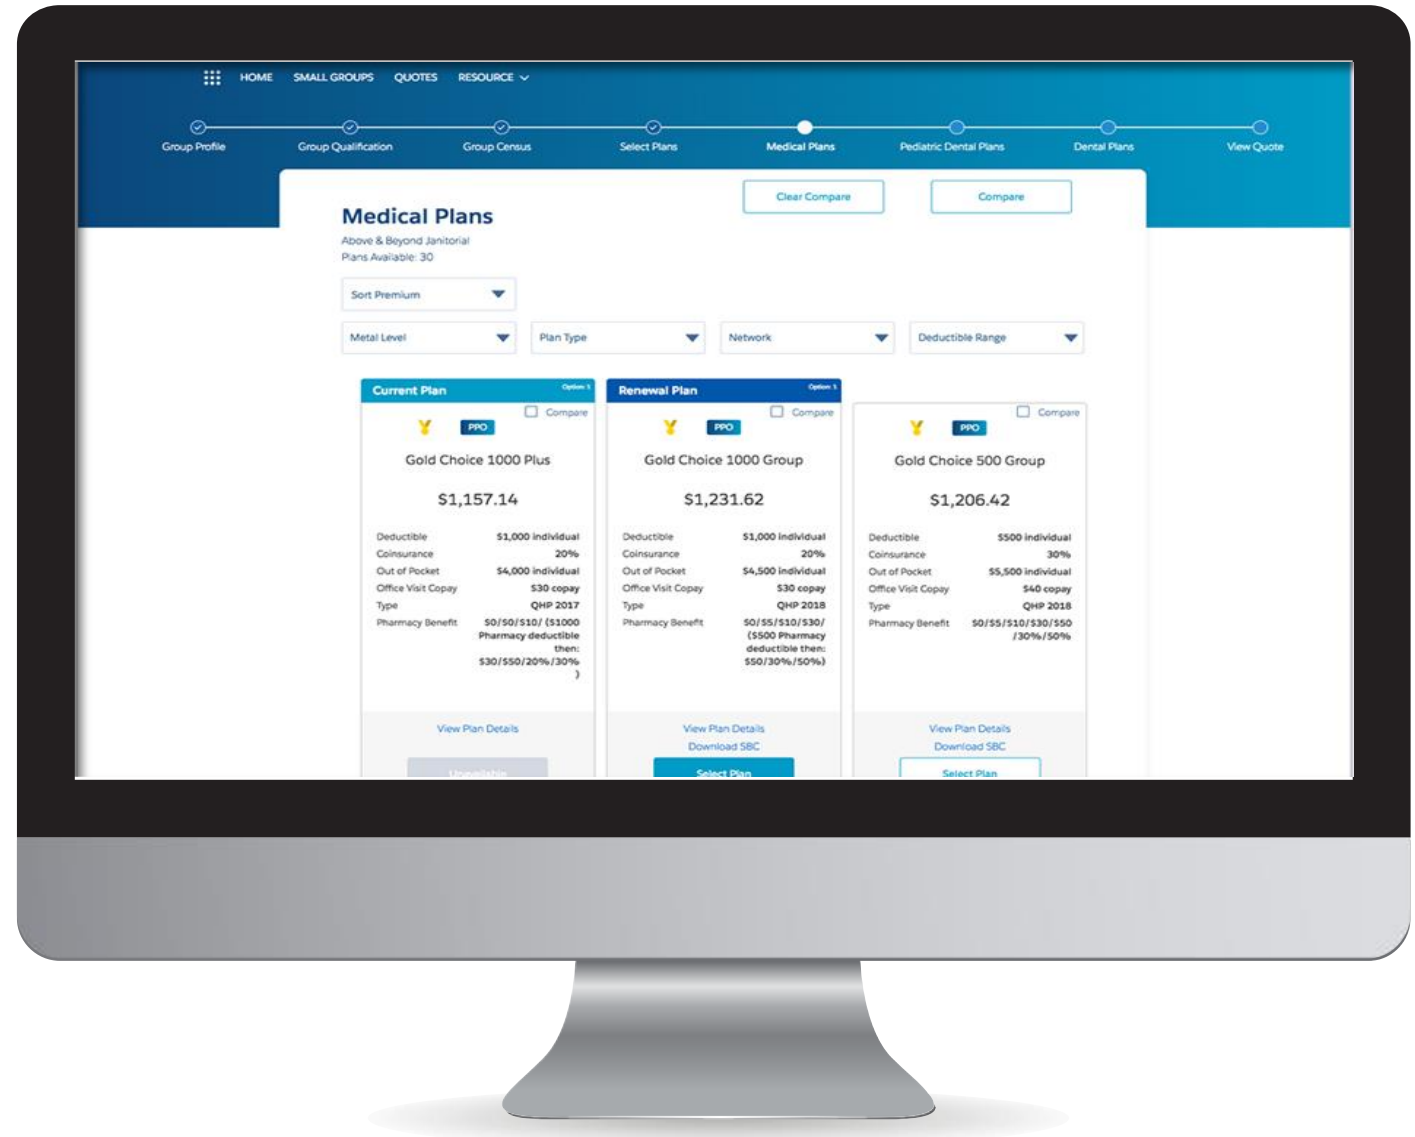 HOME SMALL GROUPS QUOTES RESOURCE
Group Profile Group Qualification Group Census Select Plans Medical Plans Pediatric Dental Plans Dental Plans View Quote
Clear Compare Compare
Medical Plans
Above & Beyond Janitorial
Plans Available: 30
Sort Premium
Metal Level Plan Type Network Deductible Range
Current Plan Option: 1
Compare
PPO
Gold Choice 1000 Plus
$1,157.14
Deductible $1,000 individual
Coinsurance 20%
Out of Pocket $4,000 individual
Office Visit Copay $30 copay
Type QHP 2017
Pharmacy Benefit $0/$0/$10/ ($1000
Pharmacy deductible
then:
$30/$50/20%/30%
)
View Plan Details
Unavailable
Renewal Plan Option: 1
Compare
PPO
Gold Choice 1000 Group
$1,231.62
Deductible $1,000 individual
Coinsurance 20%
Out of Pocket $4,500 individual
Office Visit Copay $30 copay
Type QHP 2018
Pharmacy Benefit $0/$5/$10/$30/
($500 Pharmacy
deductible then:
$50/30%/50%)
View Plan Details
Download SBC
Select Plan
Compare
PPO
Gold Choice 500 Group
$1,206.42
Deductible $500 individual
Coinsurance 30%
Out of Pocket $5,500 individual
Office Visit Copay $40 copay
Type QHP 2018
Pharmacy Benefit $0/$5/$10/$30/$50
/30%/50%
View Plan Details
Download SBC
Select Plan